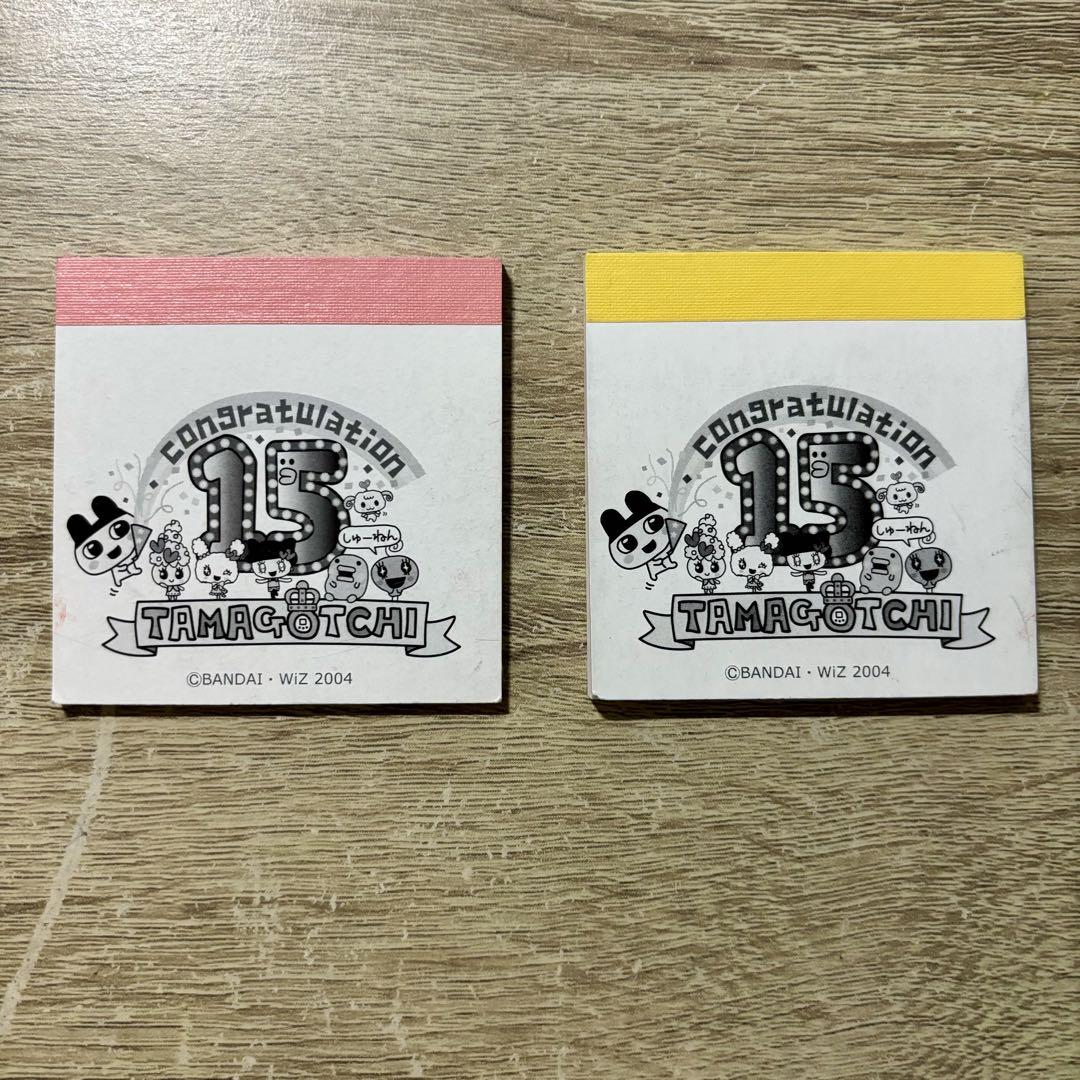 congratulation
15
しゅーねん
TAMAGOTCHI
©BANDAI・WiZ 2004
congratulation
15
しゅーねん
TAMAGOTCHI
©BANDAI・WiZ 2004